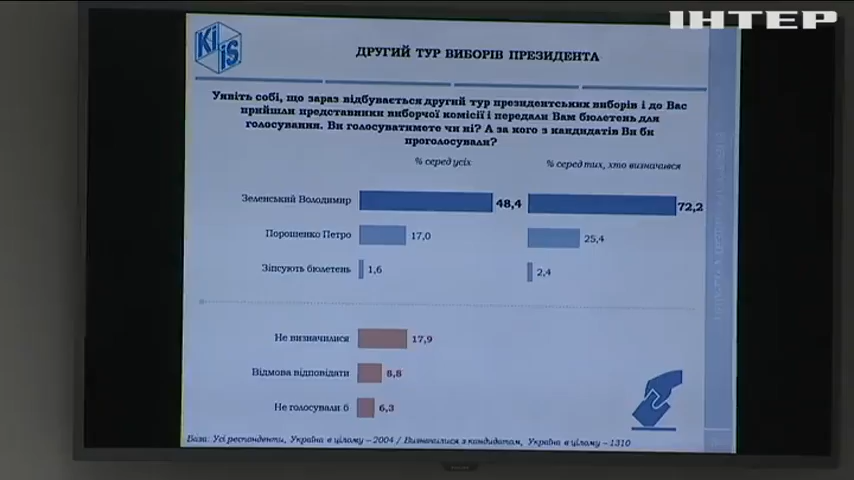 ІНТЕР
KI
IS
ДРУГИЙ ТУР ВИБОРІВ ПРЕЗИДЕНТА
Уявіть собі, що зараз відбувається другий тур президентських виборів і до Вас
прийшли представники виборчої комісії і передали Вам бюлетень для
голосування. Ви голосуватимете чи ні? А за кого з кандидатів Ви би
проголосували?
% серед усіх
% серед тих, хто визначився
Зеленський Володимир
48,4
72,2
Порошенко Петро
17,0
25,4
Зіпсують бюлетень
1,6
2,4
Не визначилися
17,9
Відмова відповідати
8,8
Не голосували б
6,3
База: Усі респонденти, Україна в цілому – 2004 / Визначилися з кандидатом, Україна в цілому – 1310